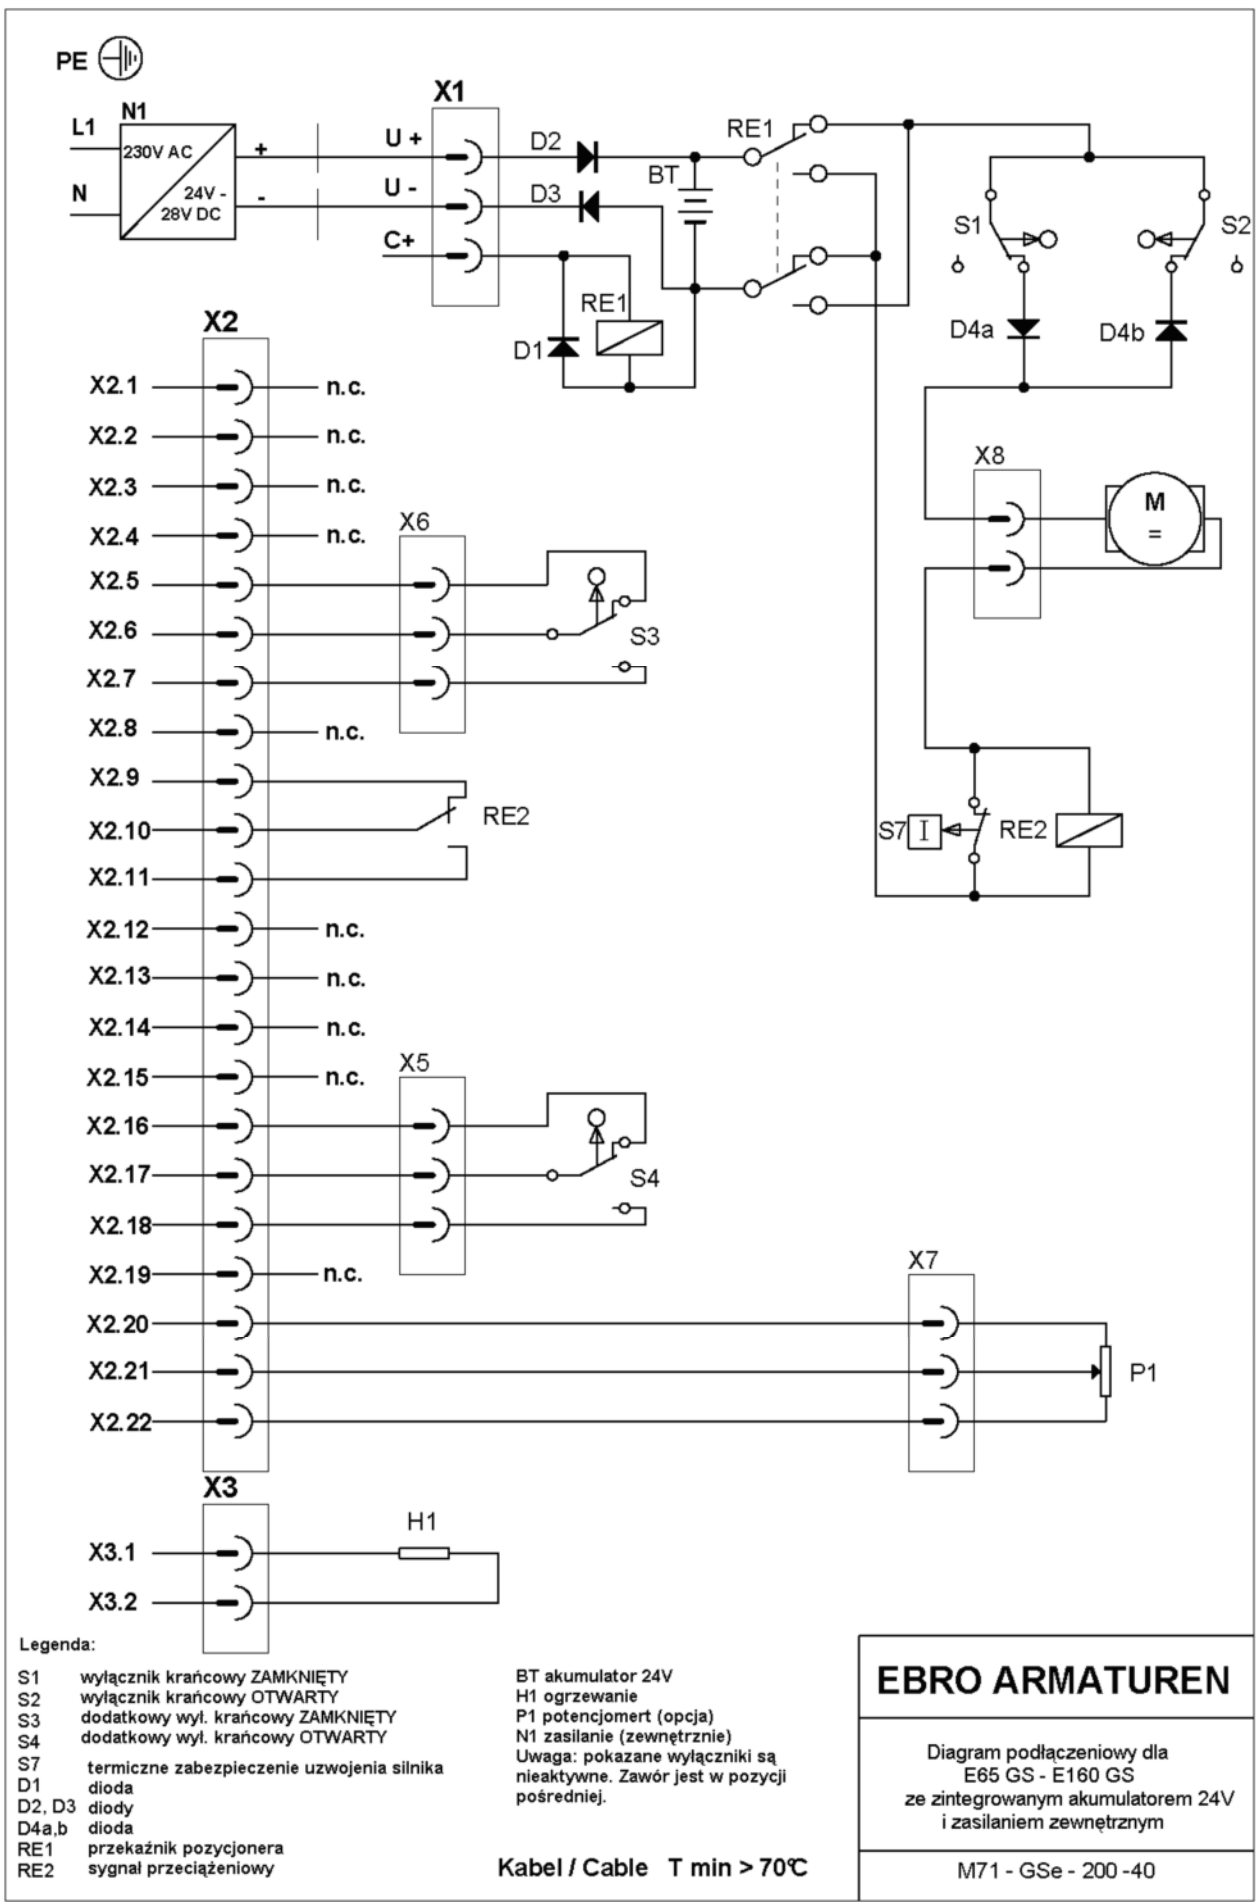 PE
X1
N1
L1
230V AC
+
U +
D2
RE1
N
24V -
28V DC
-
U -
D3
BT
C+
S1
S2
RE1
X2
D1
D4a
D4b
X2.1 n.c.
X2.2 n.c.
X2.3 n.c.
X8
M
=
X2.4 n.c.
X6
X2.5
X2.6
S3
X2.7
X2.8 n.c.
X2.9
X2.10
RE2
S7 I
RE2
X2.11
X2.12 n.c.
X2.13 n.c.
X2.14 n.c.
X2.15 n.c.
X5
X2.16
X2.17
S4
X2.18
X2.19 n.c.
X7
X2.20
X2.21
P1
X2.22
X3
H1
X3.1
X3.2
Legenda:
S1 wyłącznik krańcowy ZAMKNIĘTY
S2 wyłącznik krańcowy OTWARTY
S3 dodatkowy wył. krańcowy ZAMKNIĘTY
S4 dodatkowy wył. krańcowy OTWARTY
S7 termiczne zabezpieczenie uzwojenia silnika
D1 dioda
D2, D3 diody
D4a,b dioda
RE1 przekaźnik pozycjonera
RE2 sygnał przeciążeniowy
BT akumulator 24V
H1 ogrzewanie
P1 potencjomert (opcja)
N1 zasilanie (zewnętrznie)
Uwaga: pokazane wyłączniki są
nieaktywne. Zawór jest w pozycji
pośredniej.
Kabel / Cable T min > 70°C
EBRO ARMATUREN
Diagram podłączeniowy dla
E65 GS - E160 GS
ze zintegrowanym akumulatorem 24V
i zasilaniem zewnętrznym
M71 - GSe - 200 -40